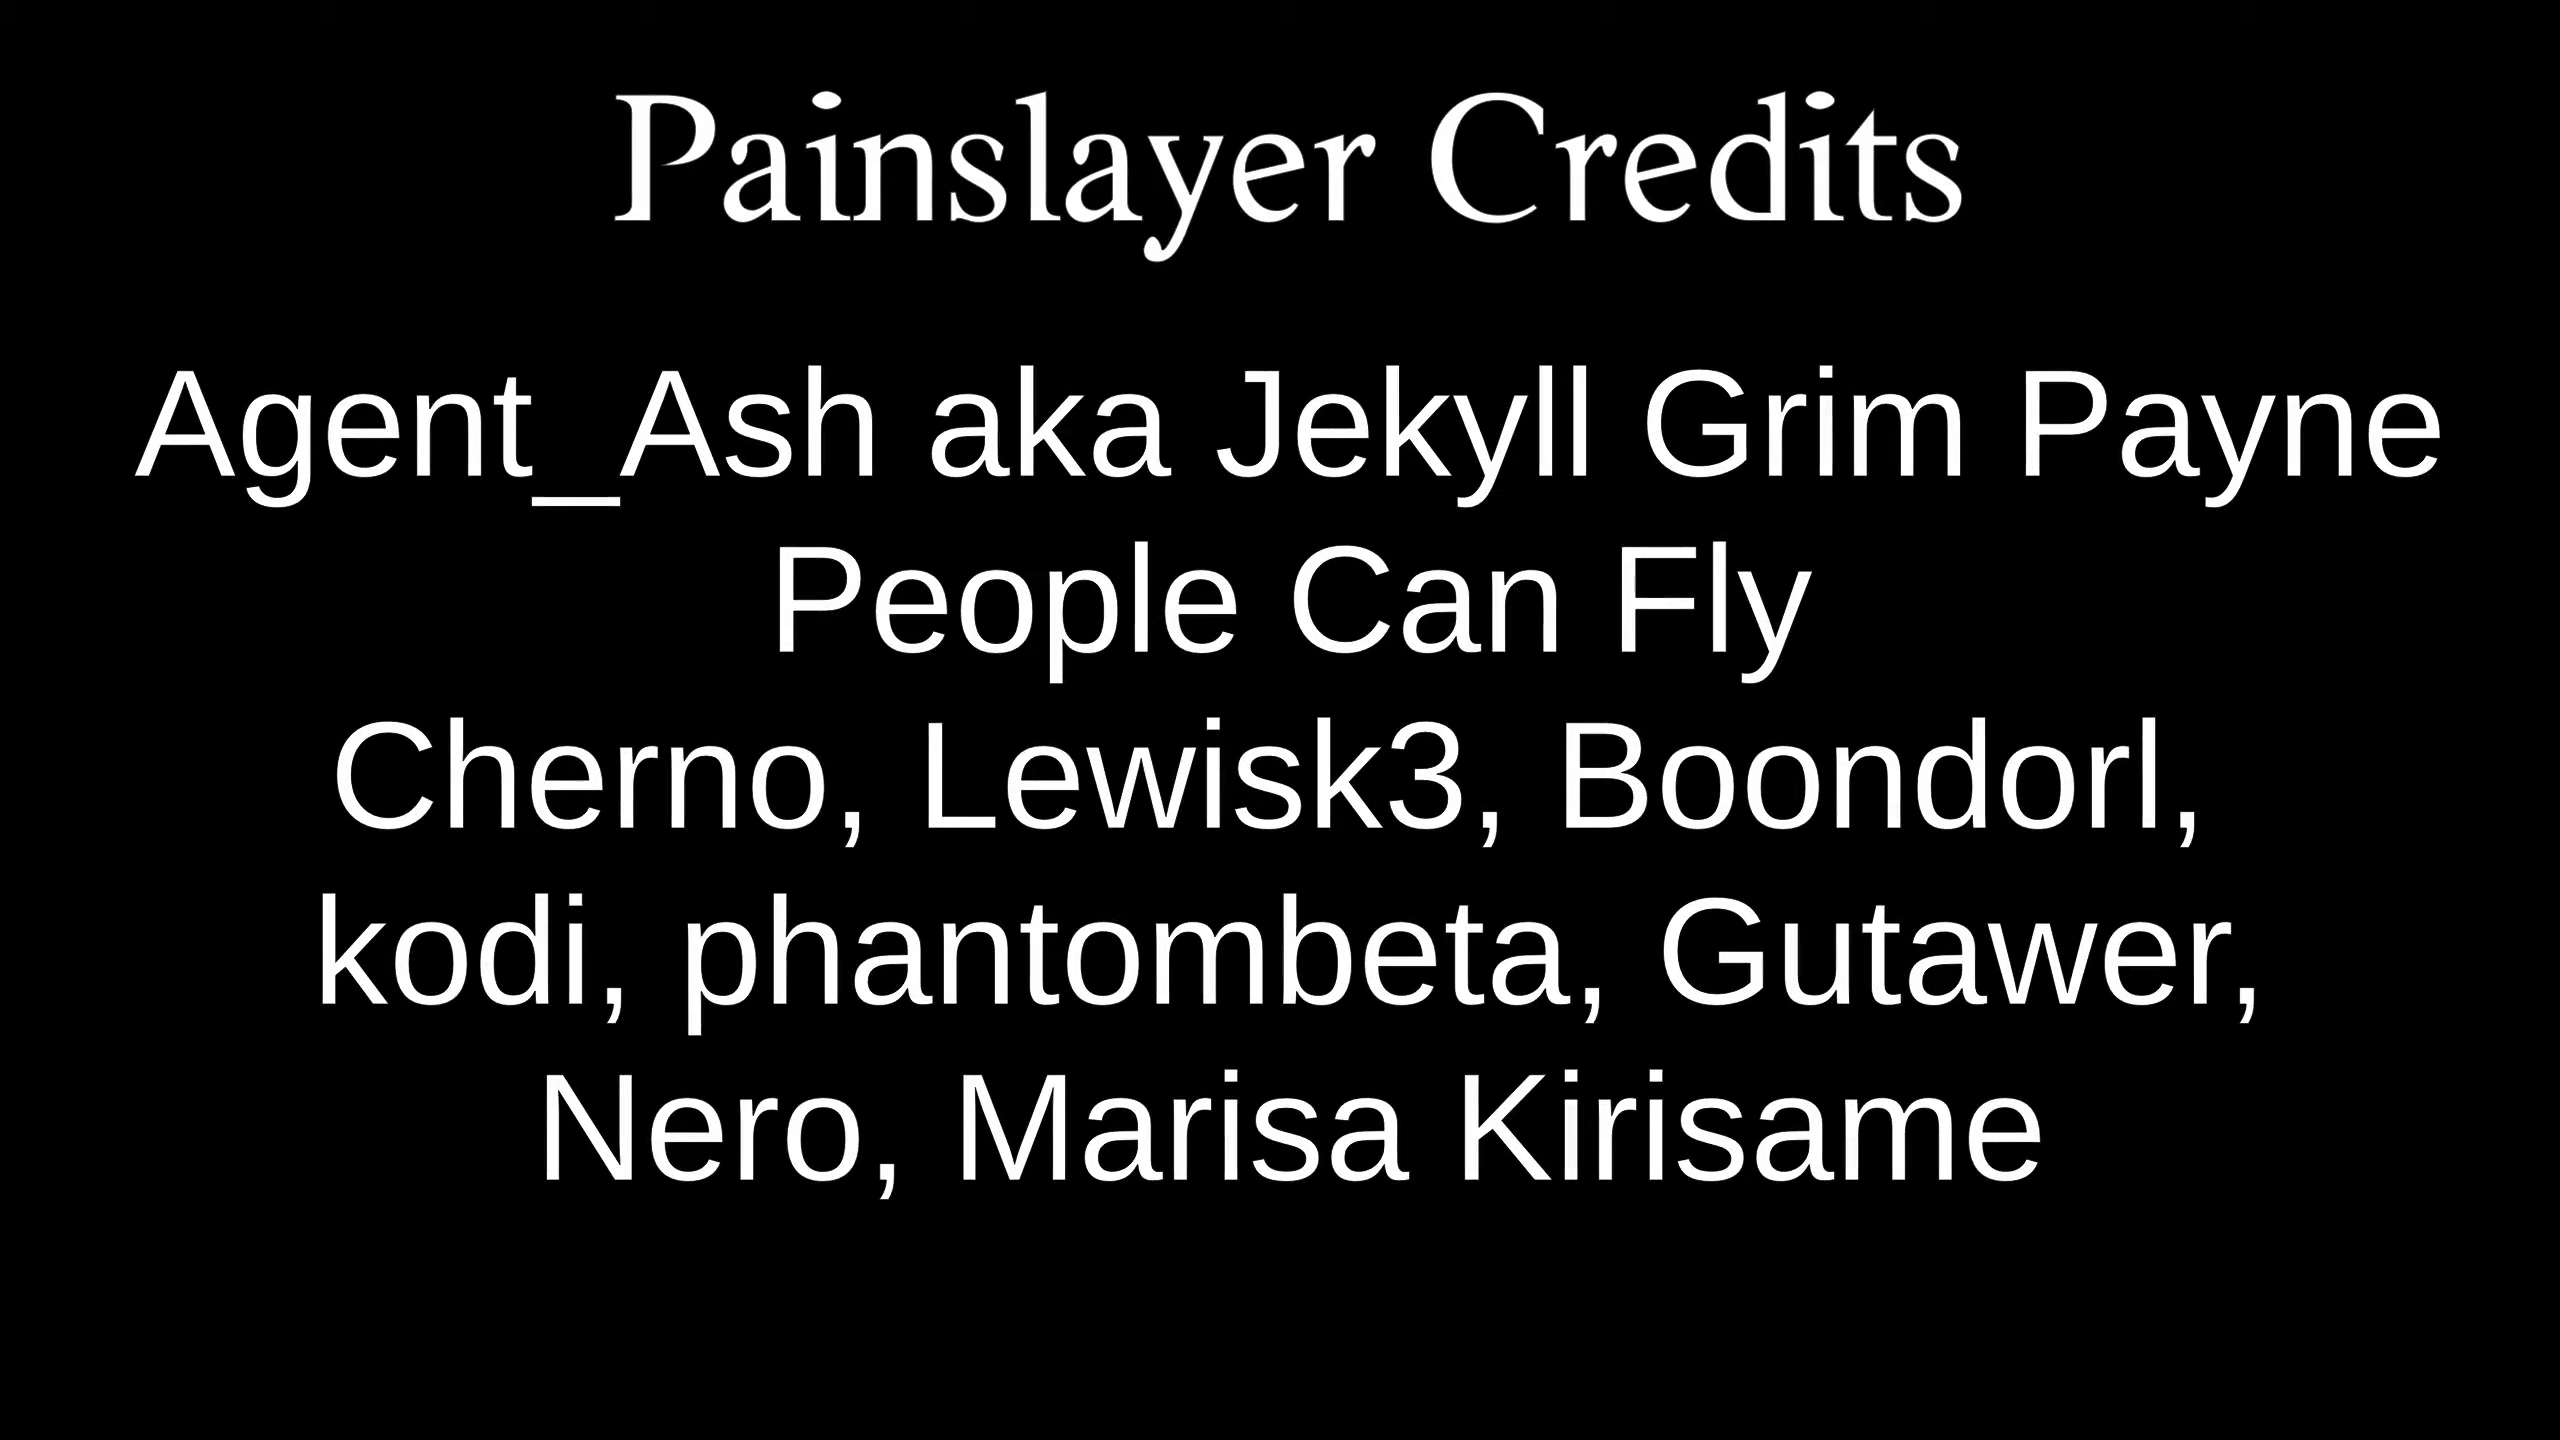 Painslayer Credits
Agent_Ash aka Jekyll Grim Payne
People Can Fly
Cherno, Lewisk3, Boondorl,
kodi, phantombeta, Gutawer,
Nero, Marisa Kirisame